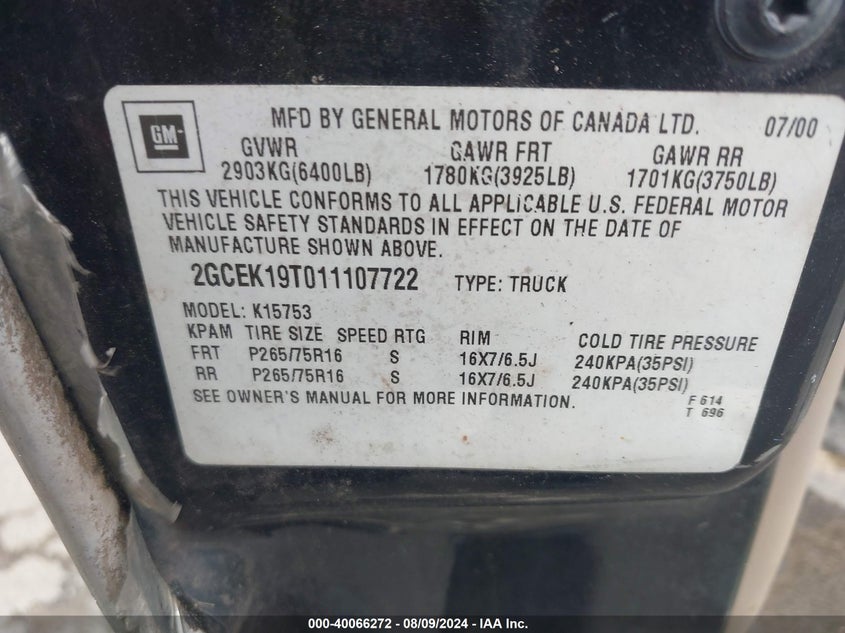 MFD BY GENERAL MOTORS OF CANADA LTD. 07/00
GM
GVWR GAWR FRT GAWR RR
2903KG(6400LB) 1780KG(3925LB) 1701KG(3750LB)
THIS VEHICLE CONFORMS TO ALL APPLICABLE U.S. FEDERAL MOTOR
VEHICLE SAFETY STANDARDS IN EFFECT ON THE DATE OF
MANUFACTURE SHOWN ABOVE.
2GCEK19T011107722 TYPE: TRUCK
MODEL: K15753
KPAM TIRE SIZE SPEED RTG RIM COLD TIRE PRESSURE
FRT P265/75R16 S 16X7/6.5J 240KPA(35PSI)
RR P265/75R16 S 16X7/6.5J 240KPA(35PSI)
SEE OWNER'S MANUAL FOR MORE INFORMATION. F 614
T 696
000-40066272 - 08/09/2024 - IAA Inc.